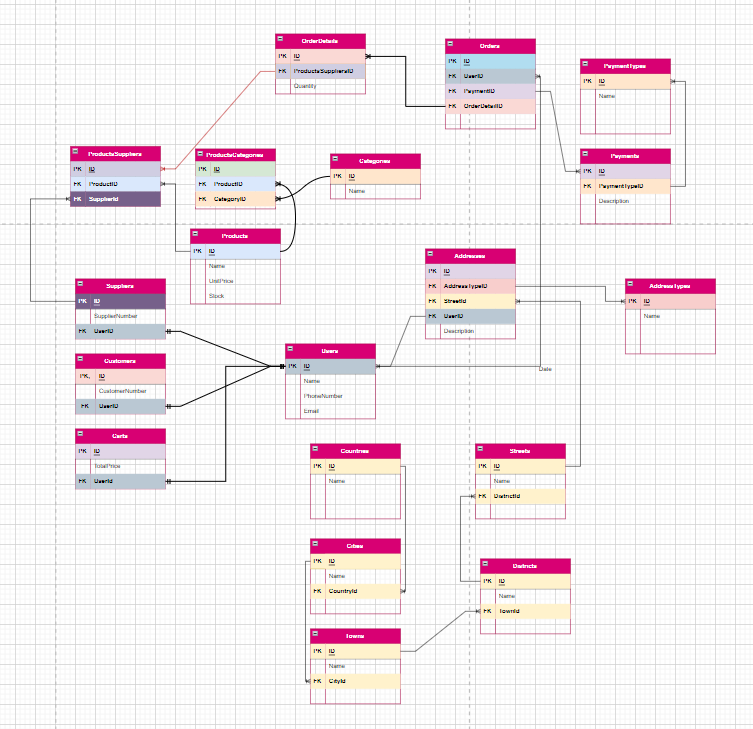 OrderDetails
PK ID
FK ProductsSuppliersID
Quantity
Orders
PK ID
FK UserID
FK PaymentID
FK OrderDetailID
PaymentTypes
PK ID
Name
ProductsSuppliers
PK ID
FK ProductID
FK SupplierId
ProductsCategories
PK ID
FK ProductID
FK CategoryID
Categories
PK ID
Name
Payments
PK ID
FK PaymentTypeID
Description
Products
PK ID
Name
UnitPrice
Stock
Addresses
PK ID
FK AddressTypeID
FK StreetId
FK UserID
Description
AddressTypes
PK ID
Name
Suppliers
PK ID
SupplierNumber
FK UserID
Users
PK ID
Name
PhoneNumber
Email
Date
Customers
PK, ID
CustomerNumber
FK UserID
Carts
PK ID
TotalPrice
FK UserId
Countries
PK ID
Name
Streets
PK ID
Name
FK DistrictId
Cities
PK ID
Name
FK CountryId
Districts
PK ID
Name
FK TownId
Towns
PK ID
Name
FK CityId